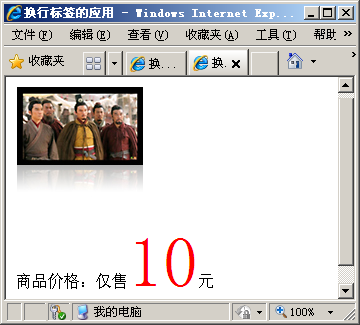 换行标签的应用 - Windows Internet Exp...
文件(F) 编辑(E) 查看(V) 收藏夹(A) 工具(T) 帮助 »
收藏夹 换... 换.
商品价格：仅售10元
我的电脑 100%